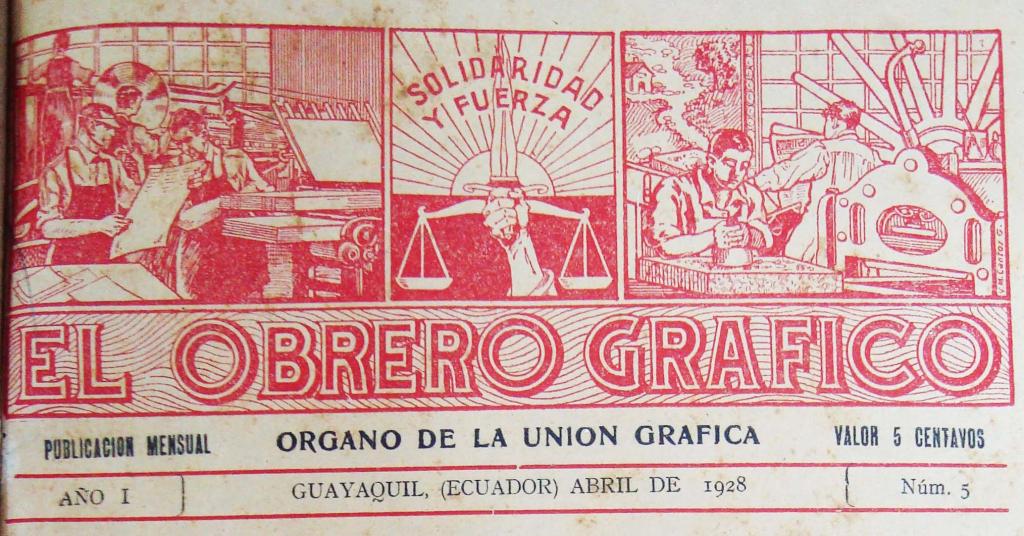 SOLIDARIDAD
Y FUERZA
V.M. Cantos G.
EL OBRERO GRAFICO
PUBLICACION MENSUAL ORGANO DE LA UNION GRAFICA VALOR 5 CENTAVOS
AÑO I GUAYAQUIL, (ECUADOR) ABRIL DE 1928 Núm. 5